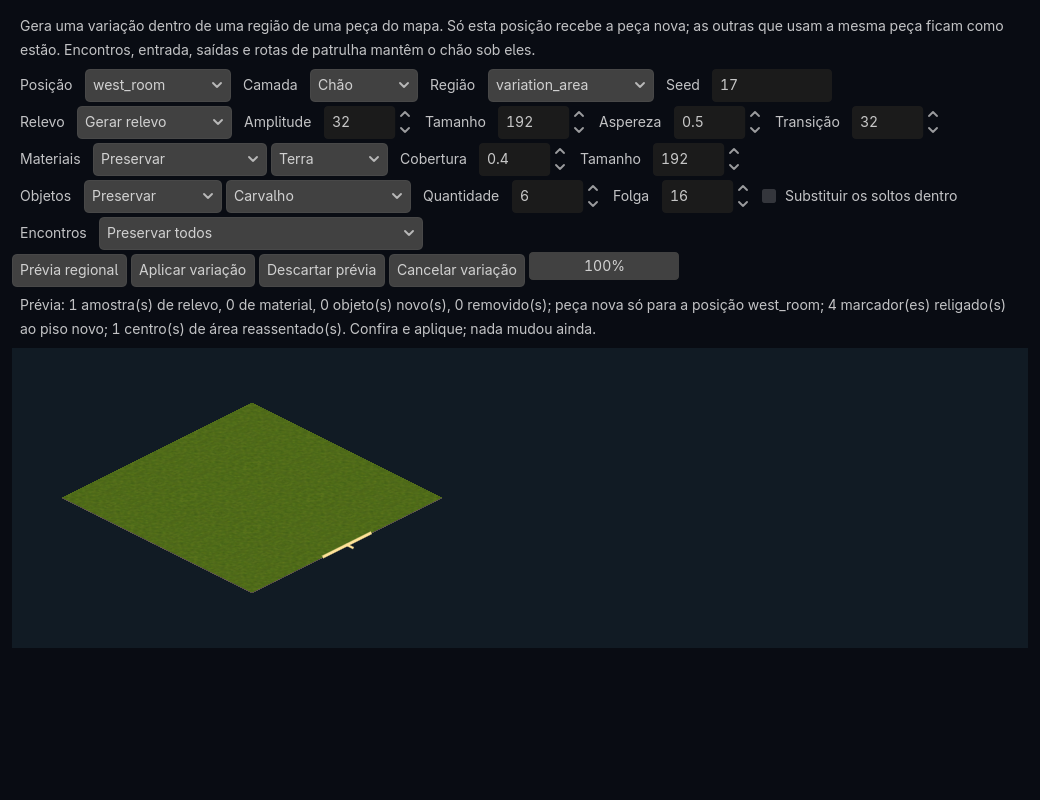 Gera uma variação dentro de uma região de uma peça do mapa. Só esta posição recebe a peça nova; as outras que usam a mesma peça ficam como
estão. Encontros, entrada, saídas e rotas de patrulha mantêm o chão sob eles.
Posição west_room Camada Chão Região variation_area Seed 17
Relevo Gerar relevo Amplitude 32 Tamanho 192 Aspereza 0.5 Transição 32
Materiais Preservar Terra Cobertura 0.4 Tamanho 192
Objetos Preservar Carvalho Quantidade 6 Folga 16 Substituir os soltos dentro
Encontros Preservar todos
Prévia regional Aplicar variação Descartar prévia Cancelar variação 100%
Prévia: 1 amostra(s) de relevo, 0 de material, 0 objeto(s) novo(s), 0 removido(s); peça nova só para a posição west_room; 4 marcador(es) religado(s)
ao piso novo; 1 centro(s) de área reassentado(s). Confira e aplique; nada mudou ainda.